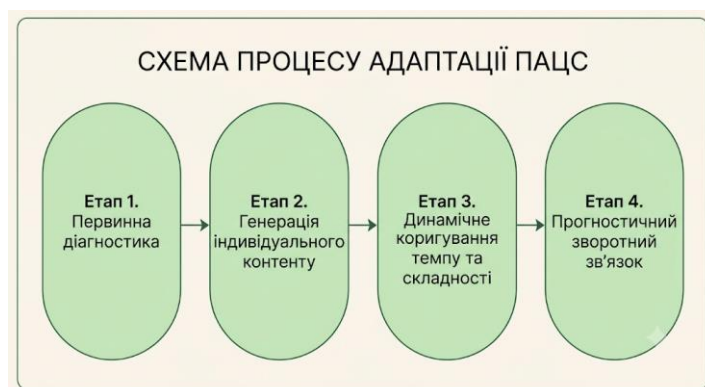 СХЕМА ПРОЦЕСУ АДАПТАЦІЇ ПАЦС
Етап 1.
Первинна
діагностика
Етап 2.
Генерація
індивідуального
контенту
Етап 3.
Динамічне
коригування
темпу та
складності
Етап 4.
Прогностичний
зворотний
зв'язок